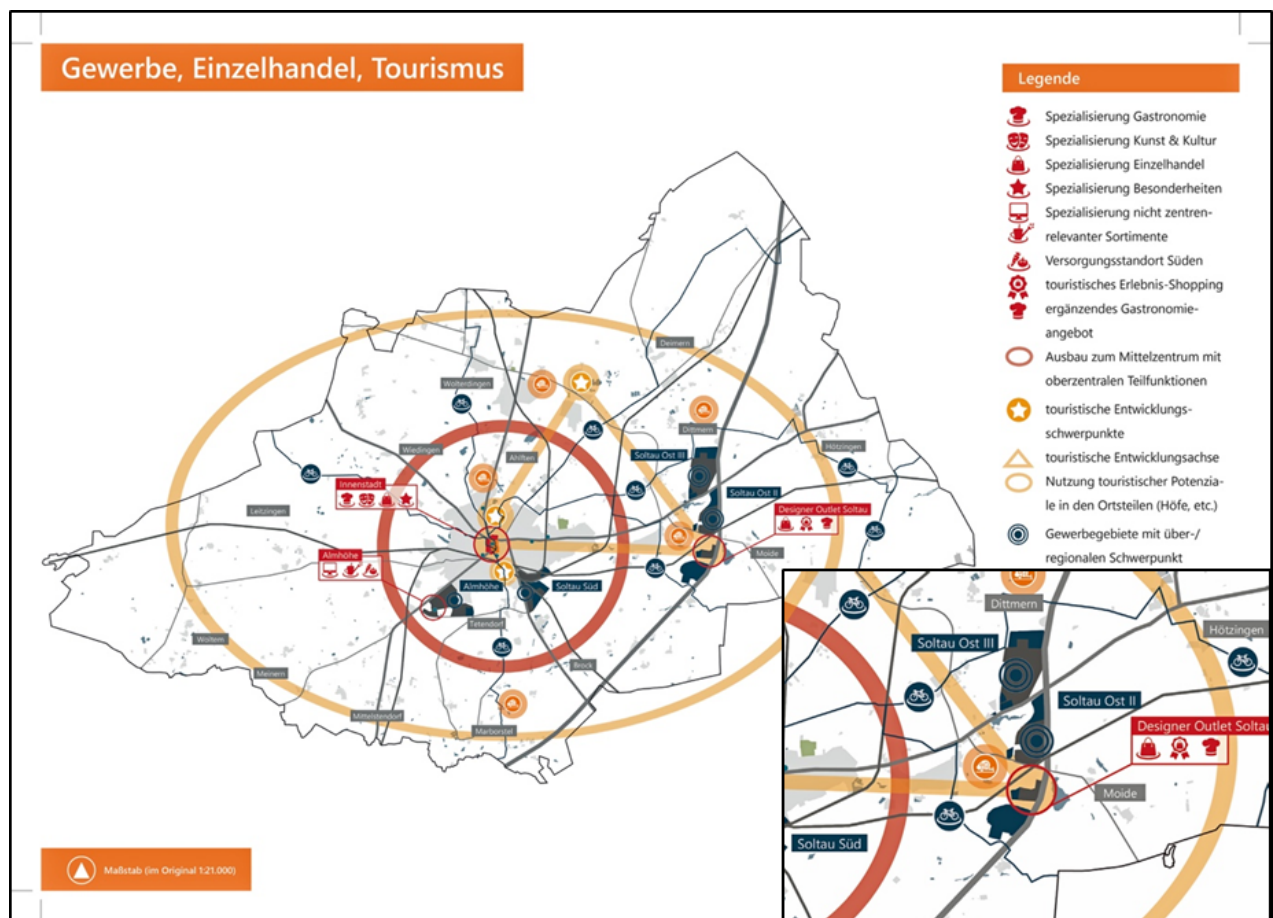 Gewerbe, Einzelhandel, Tourismus
Legende
Spezialisierung Gastronomie
Spezialisierung Kunst & Kultur
Spezialisierung Einzelhandel
Spezialisierung Besonderheiten
Spezialisierung nicht zentren-
relevanter Sortimente
Versorgungsstandort Süden
touristisches Erlebnis-Shopping
ergänzendes Gastronomie-
angebot
Ausbau zum Mittelzentrum mit
oberzentralen Teilfunktionen
touristische Entwicklungs-
schwerpunkte
touristische Entwicklungsachse
Nutzung touristischer Potenzia-
le in den Ortsteilen (Höfe, etc.)
Gewerbegebiete mit über-/
regionalen Schwerpunkt
Deimern
Wolterdingen
Dittmern
Wiedingen
Ahlften
Hötzingen
Soltau Ost III
Innenstadt
Soltau Ost II
Leitzingen
Designer Outlet Soltau
Almhöhe
Moide
Almhöhe
Soltau Süd
Tetendorf
Woltem
Meinern
Brock
Mittelstendorf
Marborstel
Dittmern
Hötzingen
Soltau Ost III
Soltau Ost II
Designer Outlet Soltau
Moide
Soltau Süd
Maßstab (im Original 1:21.000)